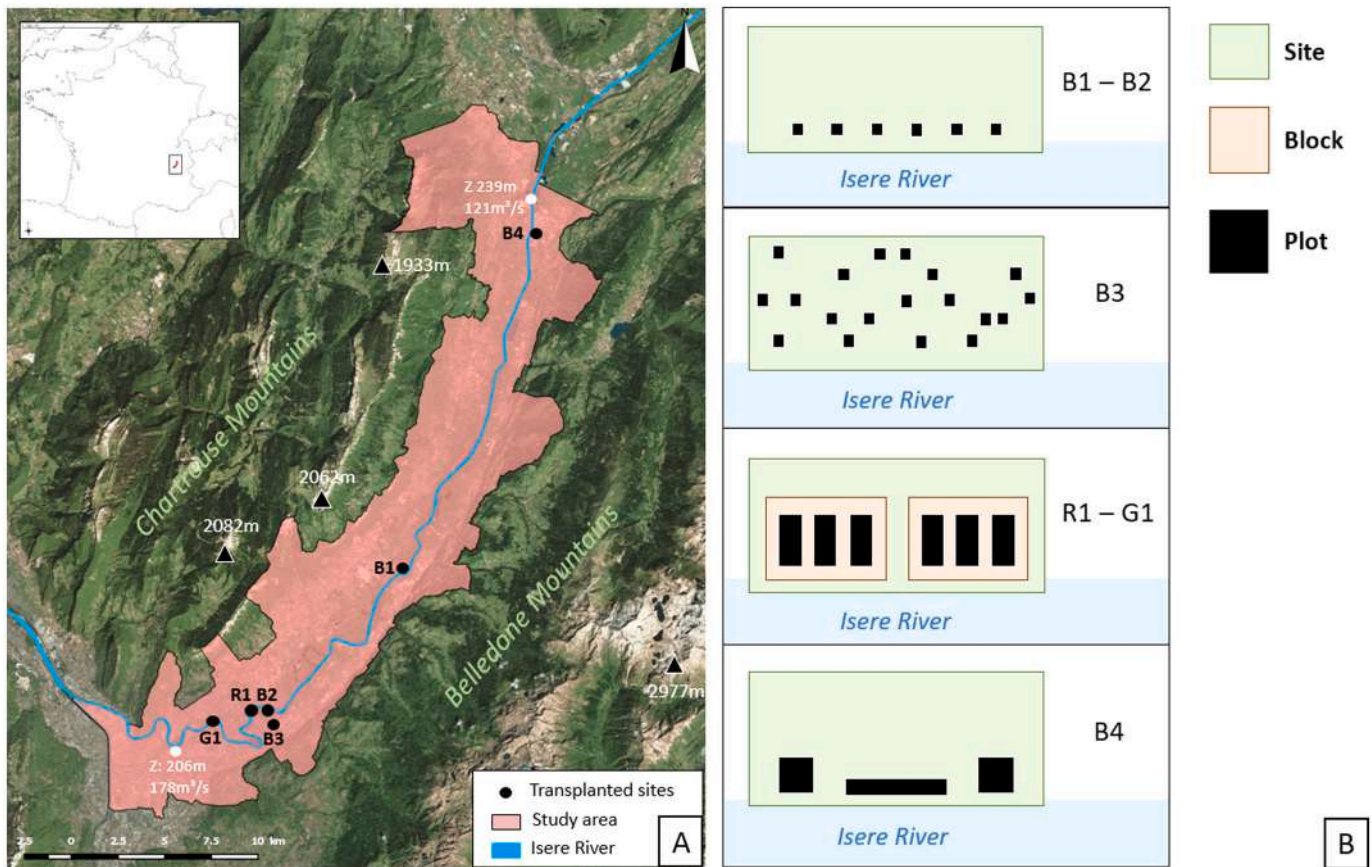 N
Z 239m
121m³/s
B4
1933m
Chartrouse Mountains
2062m
2082m
B1
Belledone Mountains
2977m
R1 B2
G1
B3
Z: 206m
178m³/s
2.5 0 2.5 5 7.5 10 km
Transplanted sites
Study area
Isere River
A
B1 – B2
Isere River
B3
Isere River
R1 – G1
Isere River
B4
Isere River
Site
Block
Plot
B